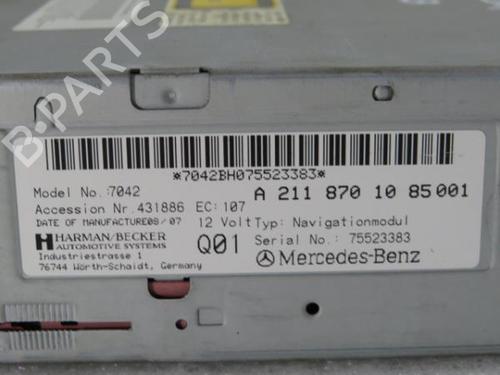 B-PARTS
*7042BH075523383*
Model No.:7042
A 211 870 10 85 001
Accession Nr. 431886 EC: 107
DATE OF MANUFACTURE08/07
12 Volt Typ: Navigationmodul
HARMAN/BECKER
AUTOMOTIVE SYSTEMS
Q01
Serial No.: 75523383
Industriestrasse 1
76744 Wörth-Schaidt, Germany
Mercedes-Benz